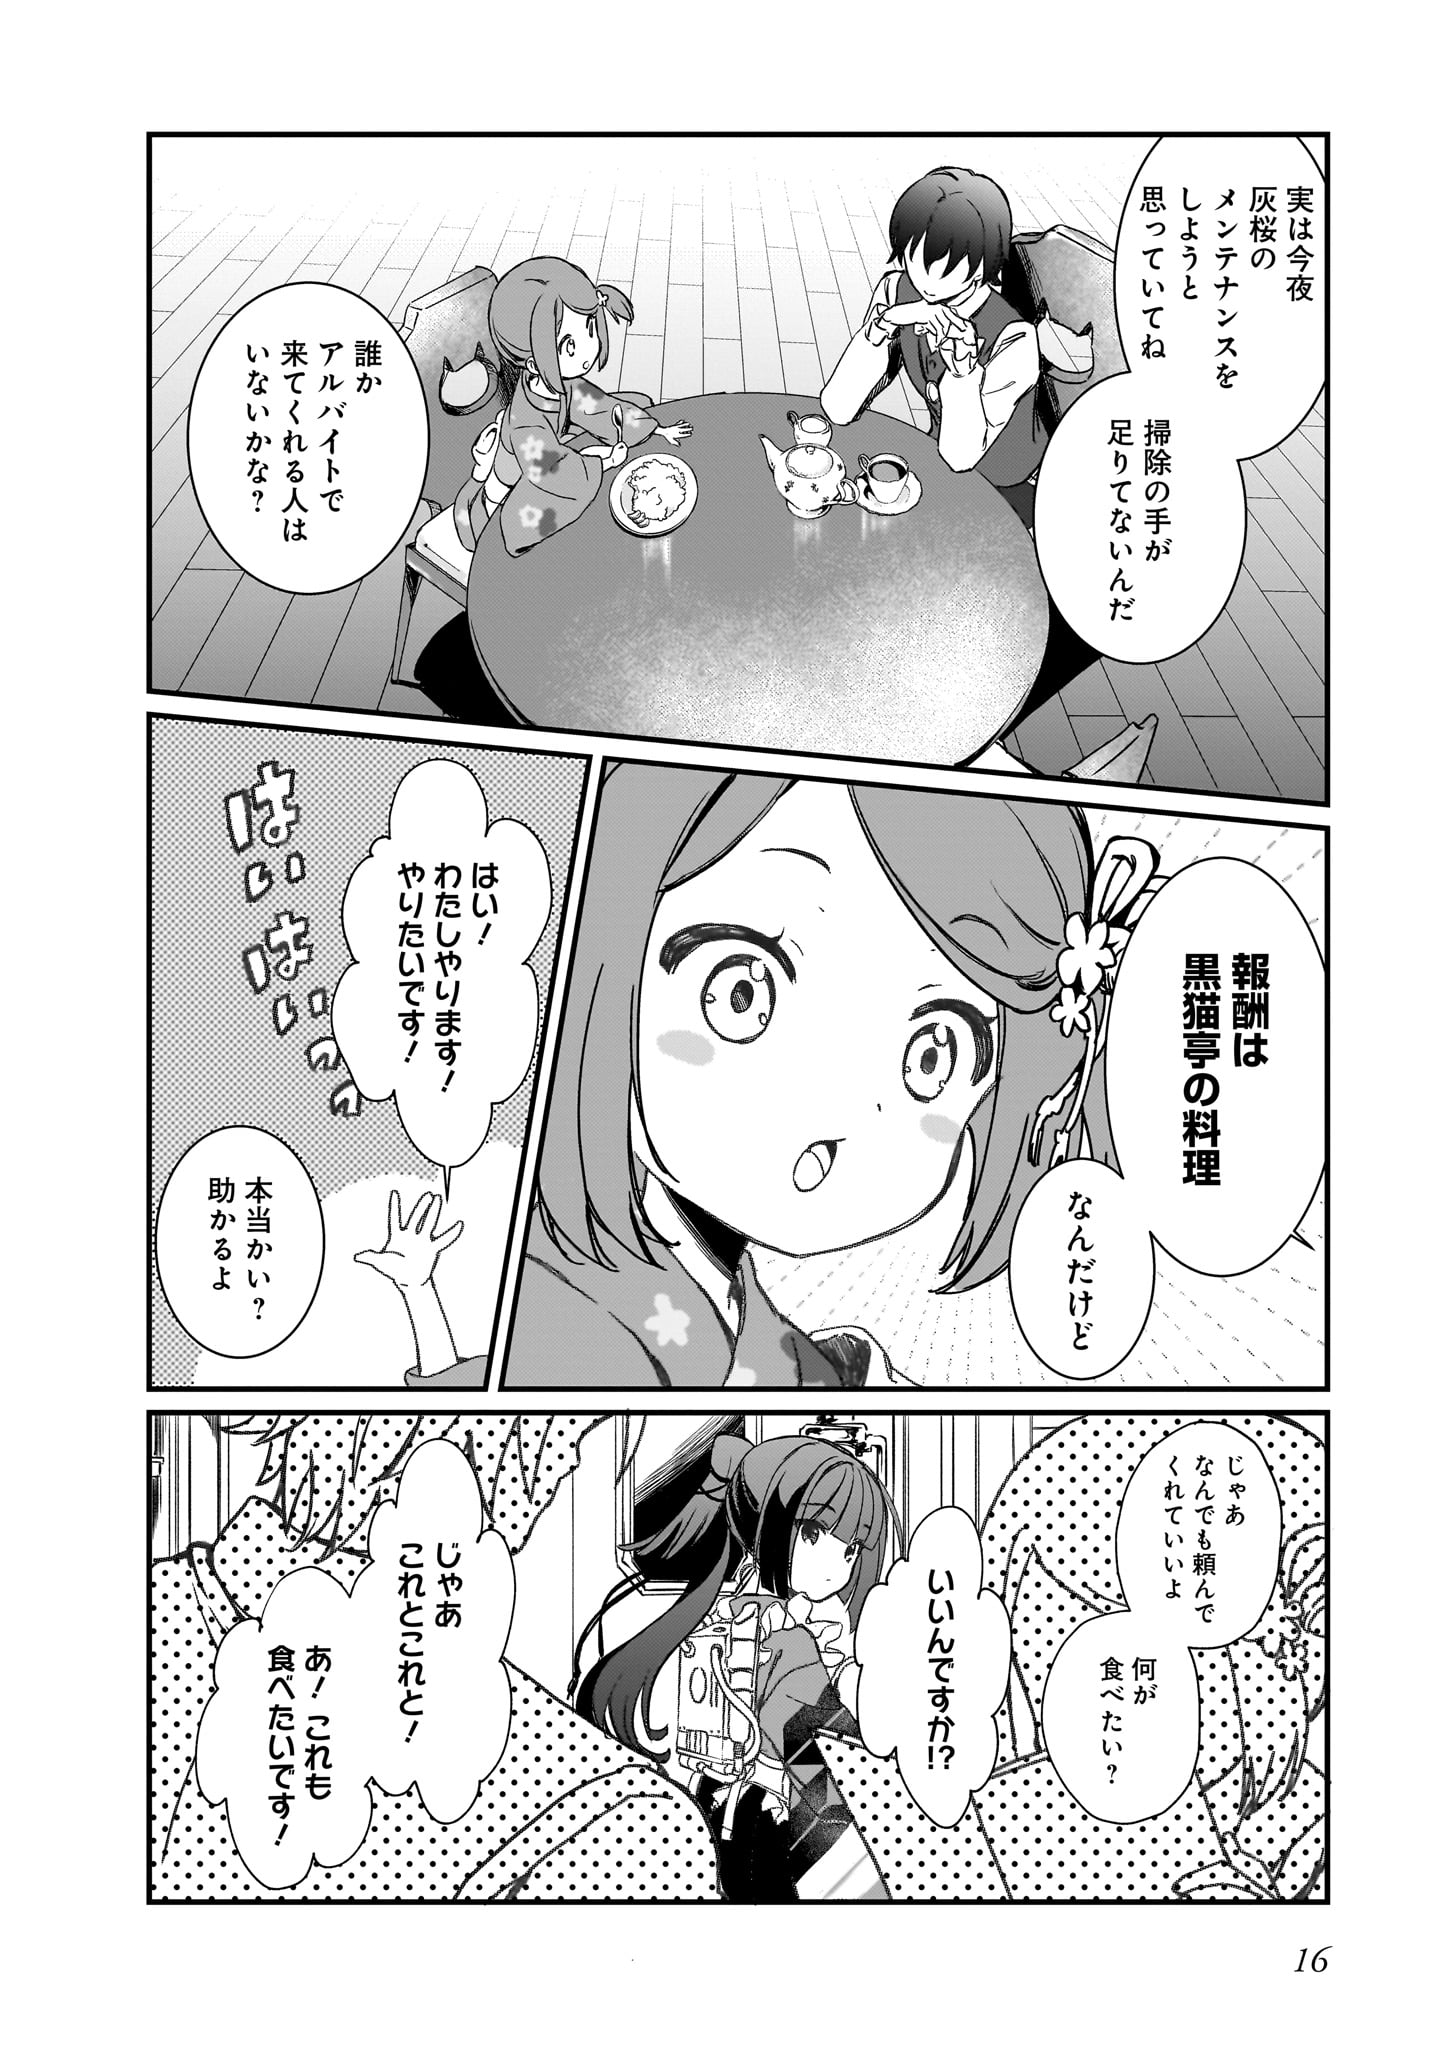 実は今夜
灰桜の
メンテナンスを
しようと
思っていてね
掃除の手が
足りてないんだ
誰か
アルバイトで
来てくれる人は
いないかな?
報酬は
黒猫亭の料理
なんだけど
はい!
わたしやります!
やりたいです!
はいはいっっ
本当かい?
助かるよ
じゃあ
なんでも頼んで
くれていいよ
何が
食べたい?
いいんですか!?
じゃあ
これとこれと!
あ!これも
食べたいです!
16